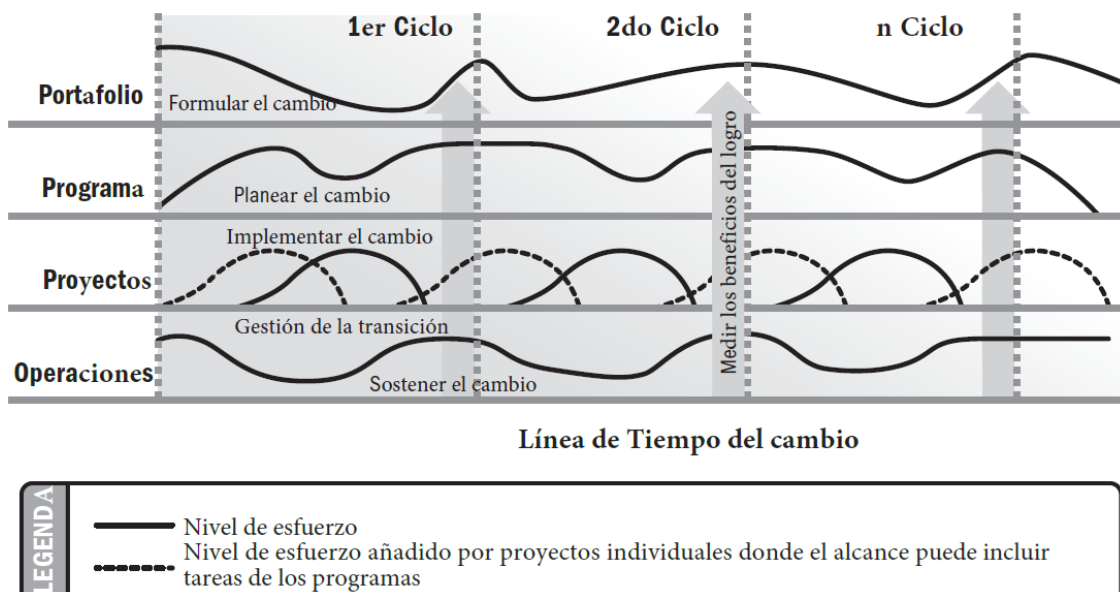 1er Ciclo
2do Ciclo
n Ciclo
Portafolio
Formular el cambio
Programa
Planear el cambio
Implementar el cambio
Proyectos
Gestión de la transición
Operaciones
Sostener el cambio
Medir los beneficios del logro
Línea de Tiempo del cambio
LEGENDA
Nivel de esfuerzo
Nivel de esfuerzo añadido por proyectos individuales donde el alcance puede incluir
tareas de los programas